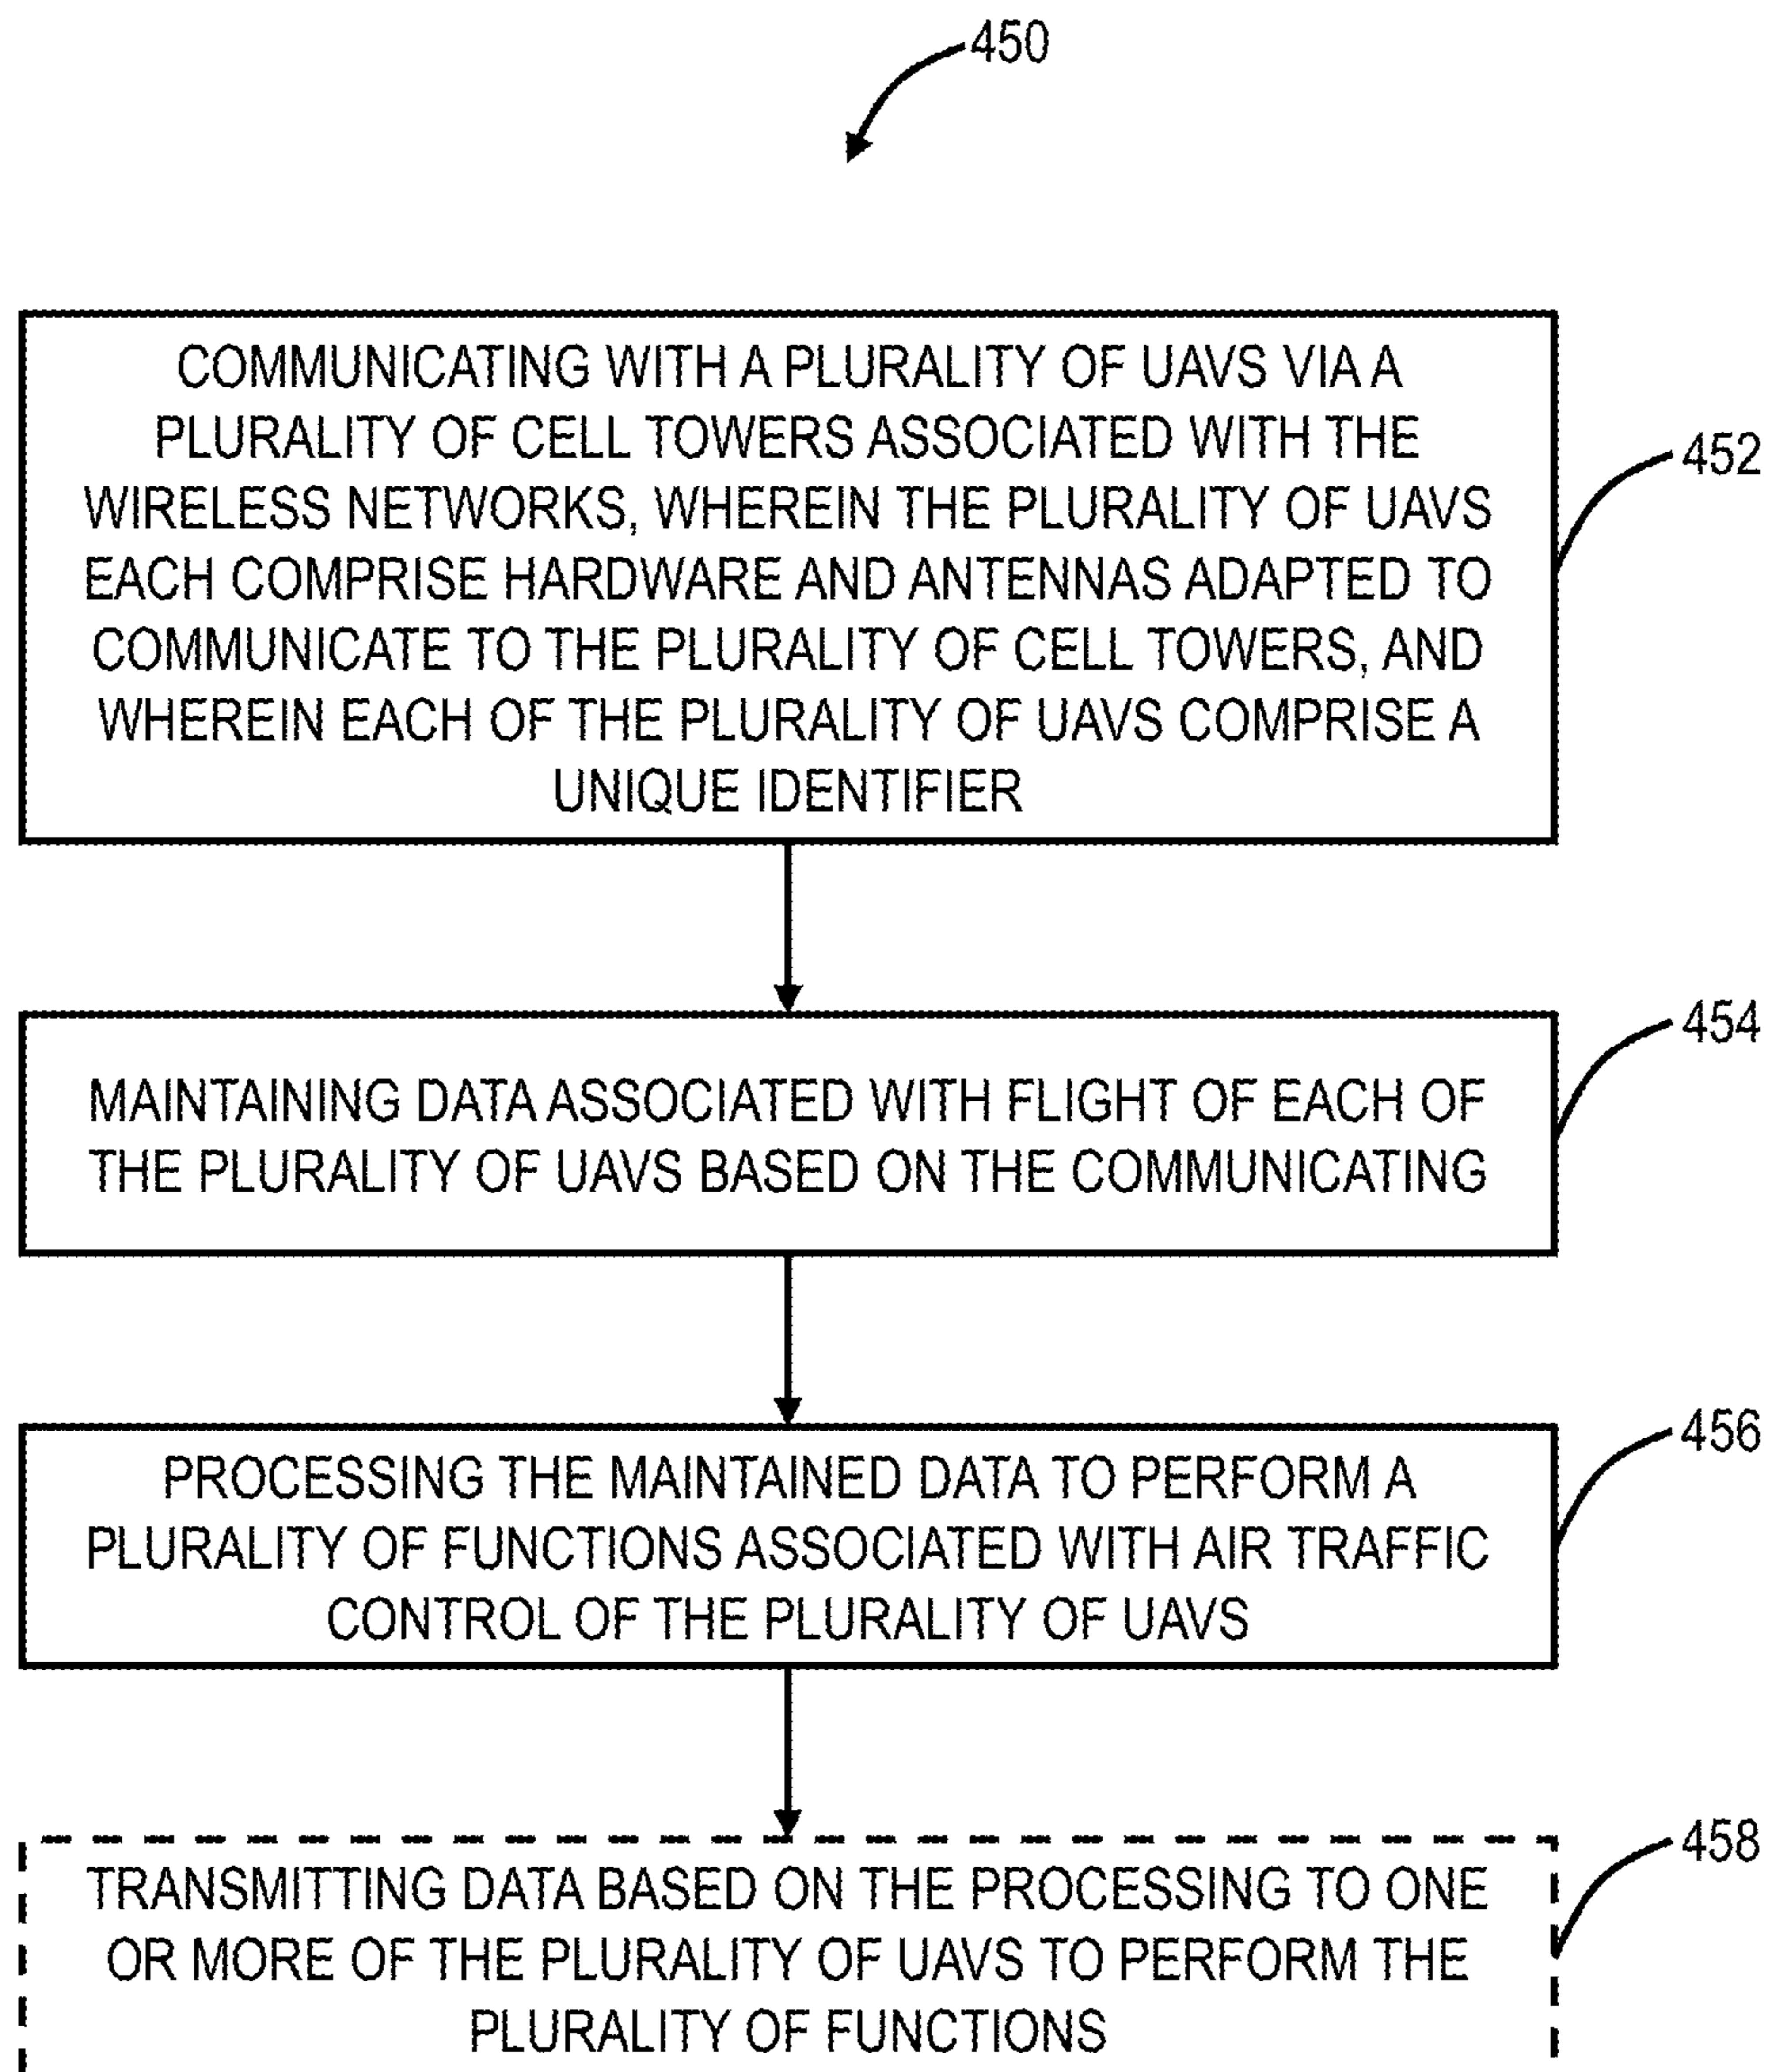 450
COMMUNICATING WITH A PLURALITY OF UAVS VIA A
PLURALITY OF CELL TOWERS ASSOCIATED WITH THE
WIRELESS NETWORKS, WHEREIN THE PLURALITY OF UAVS
EACH COMPRISE HARDWARE AND ANTENNAS ADAPTED TO
COMMUNICATE TO THE PLURALITY OF CELL TOWERS, AND
WHEREIN EACH OF THE PLURALITY OF UAVS COMPRISE A
UNIQUE IDENTIFIER
452
MAINTAINING DATA ASSOCIATED WITH FLIGHT OF EACH OF
THE PLURALITY OF UAVS BASED ON THE COMMUNICATING
454
PROCESSING THE MAINTAINED DATA TO PERFORM A
PLURALITY OF FUNCTIONS ASSOCIATED WITH AIR TRAFFIC
CONTROL OF THE PLURALITY OF UAVS
456
TRANSMITTING DATA BASED ON THE PROCESSING TO ONE
OR MORE OF THE PLURALITY OF UAVS TO PERFORM THE
PLURALITY OF FUNCTIONS
458